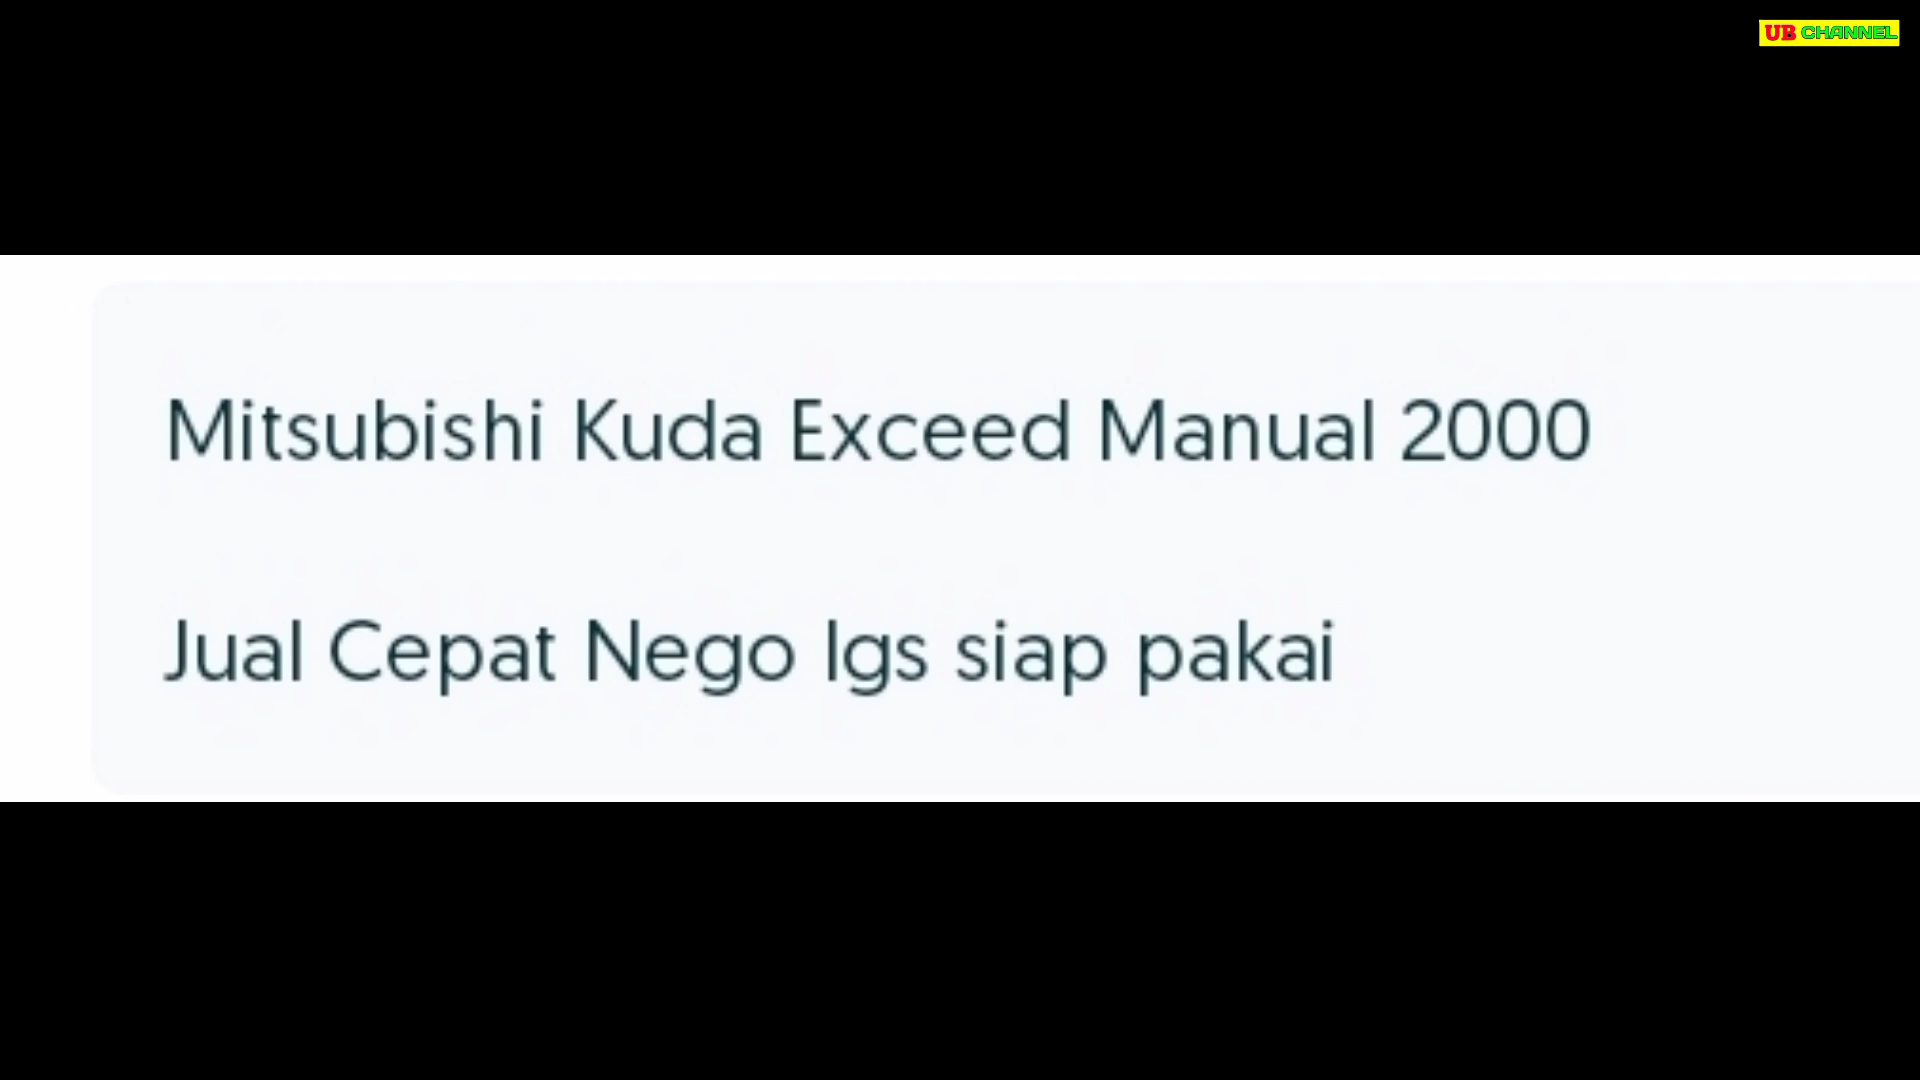 UB CHANNEL
Mitsubishi Kuda Exceed Manual 2000
Jual Cepat Nego lgs siap pakai